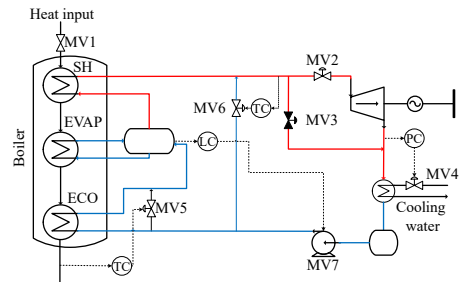 Heat input
MV1
SH
MV2
MV6
TC
EVAP
MV3
LC
PC
Boiler
MV4
ECO
MV5
Cooling
water
TC
MV7